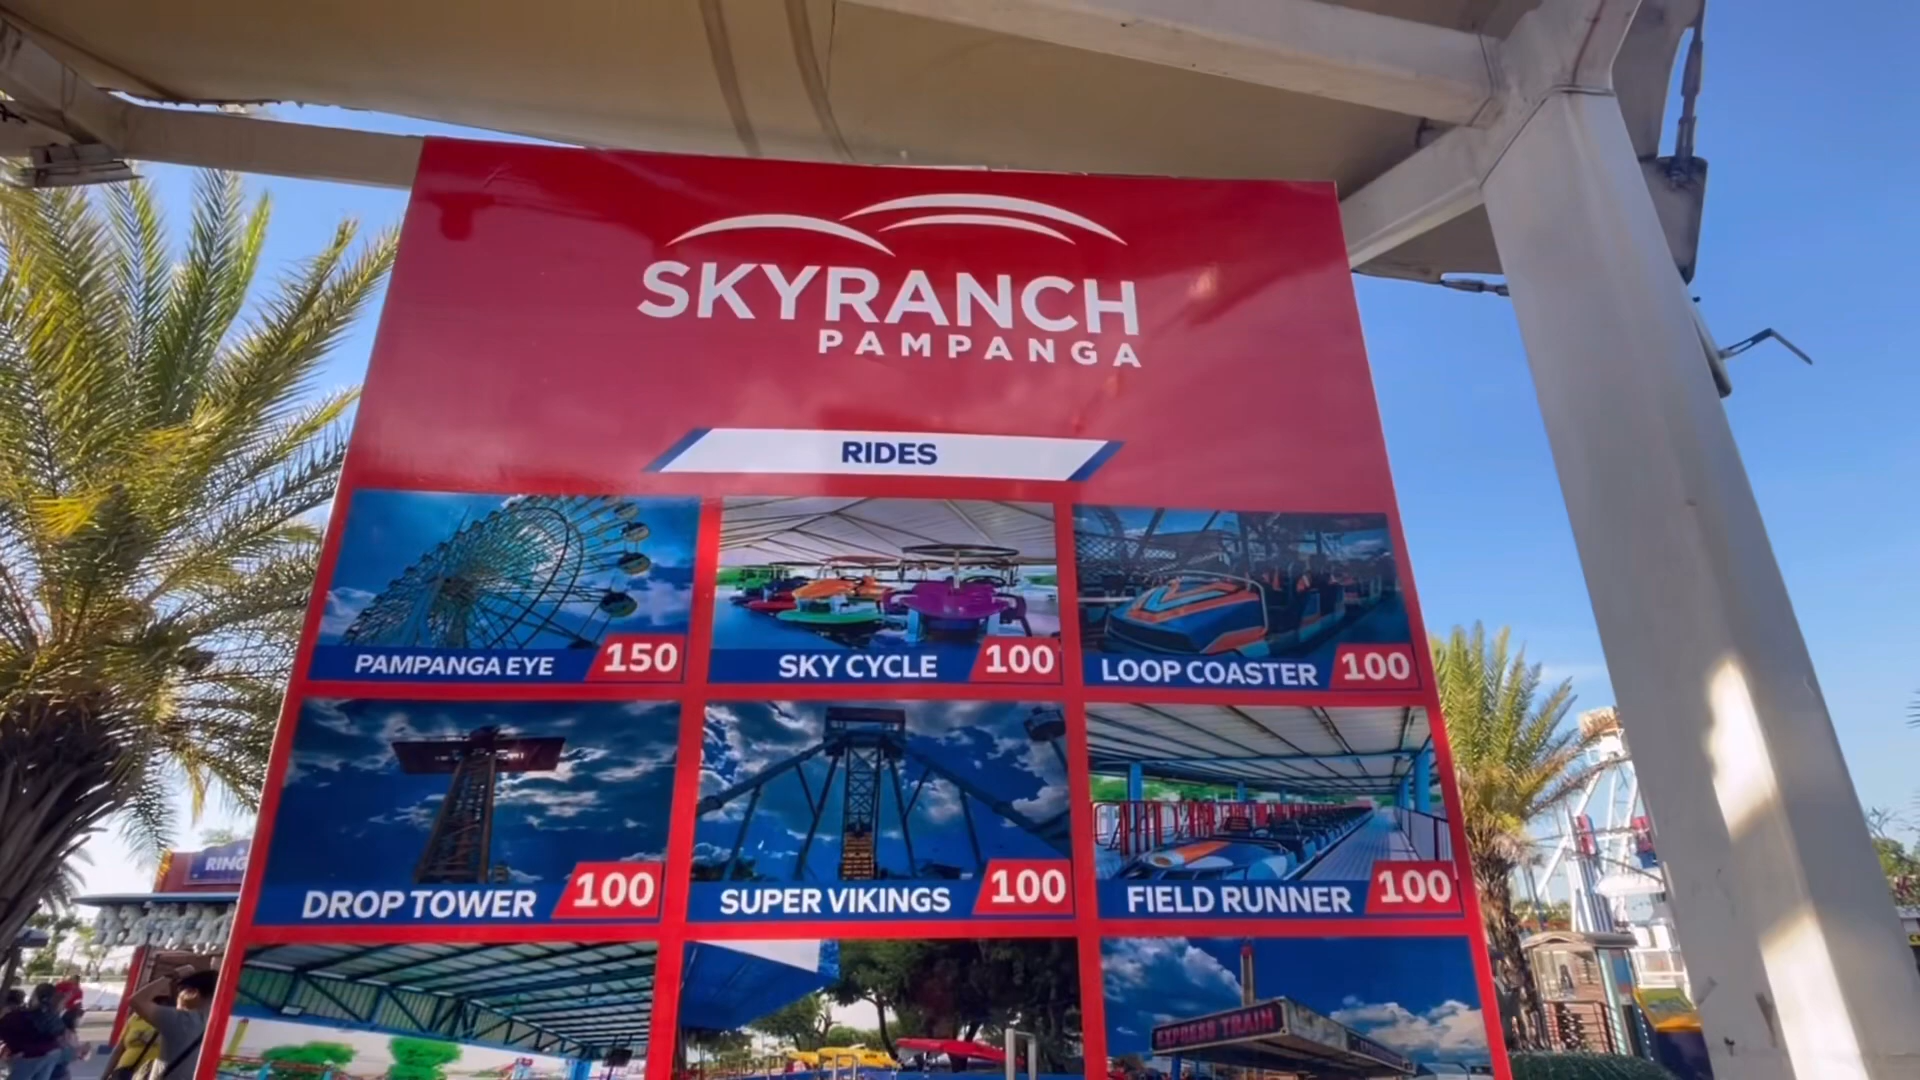 SKYRANCH
PAMPANGA
RIDES
PAMPANGA EYE 150
SKY CYCLE 100
LOOP COASTER 100
DROP TOWER 100
SUPER VIKINGS 100
FIELD RUNNER 100
EXPRESS TRAIN
RING